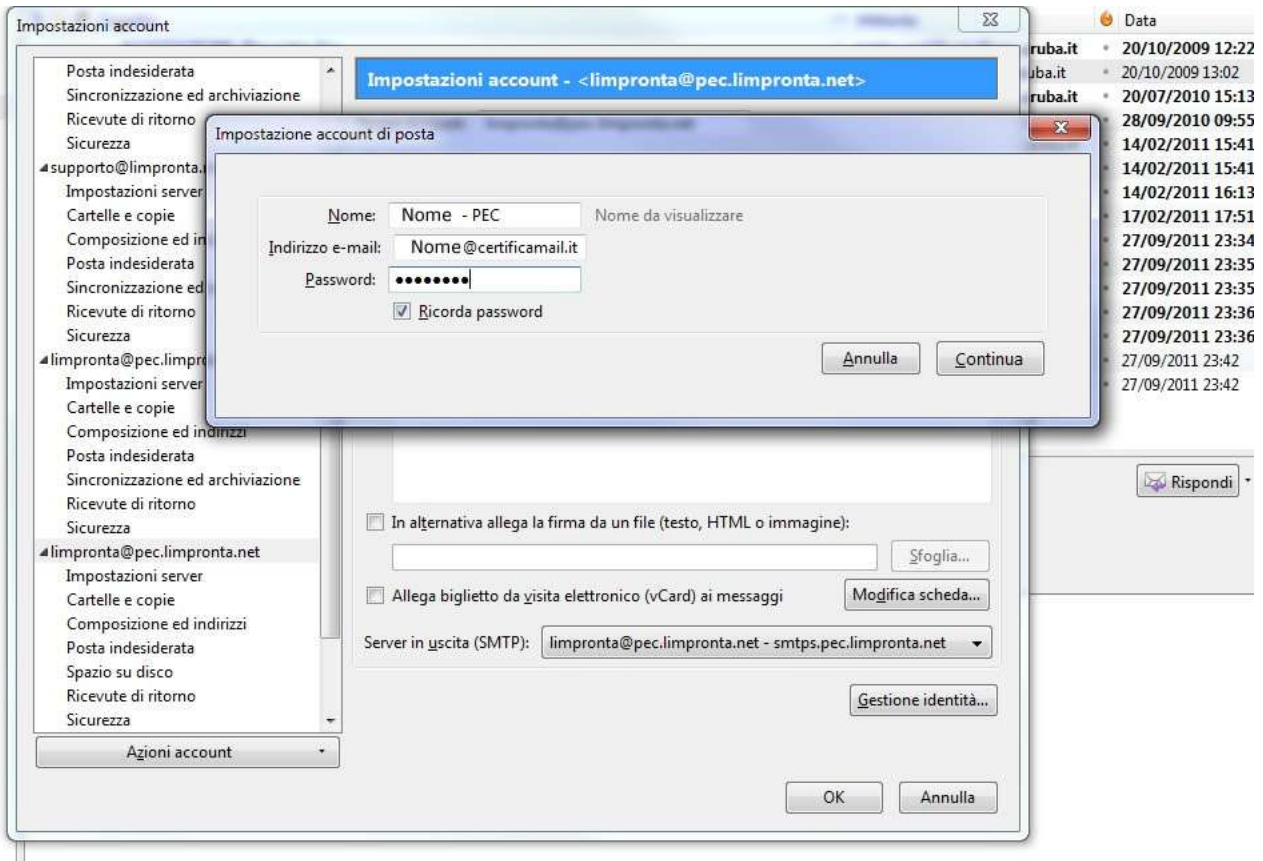 Impostazioni account
Data
Posta indesiderata
Sincronizzazione ed archiviazione
Ricevute di ritorno
Sicurezza
supporto@limpronta.
Impostazioni server
Cartelle e copie
Composizione ed in
Posta indesiderata
Sincronizzazione ed
Ricevute di ritorno
Sicurezza
limpronta@pec.limpr
Impostazioni server
Cartelle e copie
Composizione ed indirizzi
Posta indesiderata
Sincronizzazione ed archiviazione
Ricevute di ritorno
Sicurezza
limpronta@pec.limpronta.net
Impostazioni server
Cartelle e copie
Composizione ed indirizzi
Posta indesiderata
Spazio su disco
Ricevute di ritorno
Sicurezza
Azioni account
Impostazioni account - <limpronta@pec.limpronta.net>
Impostazione account di posta
Nome: Nome - PEC Nome da visualizzare
Indirizzo e-mail: Nome@certificamail.it
Password: ••••••••
Ricorda password
Annulla Continua
In alternativa allega la firma da un file (testo, HTML o immagine):
Sfoglia...
Allega biglietto da visita elettronico (vCard) ai messaggi Modifica scheda...
Server in uscita (SMTP): limpronta@pec.limpronta.net - smtps.pec.limpronta.net
Gestione identità...
OK Annulla
ruba.it 20/10/2009 12:22
uba.it 20/10/2009 13:02
ruba.it 20/07/2010 15:13
28/09/2010 09:55
14/02/2011 15:41
14/02/2011 15:41
14/02/2011 16:13
17/02/2011 17:51
27/09/2011 23:34
27/09/2011 23:35
27/09/2011 23:35
27/09/2011 23:36
27/09/2011 23:36
27/09/2011 23:42
27/09/2011 23:42
Rispondi